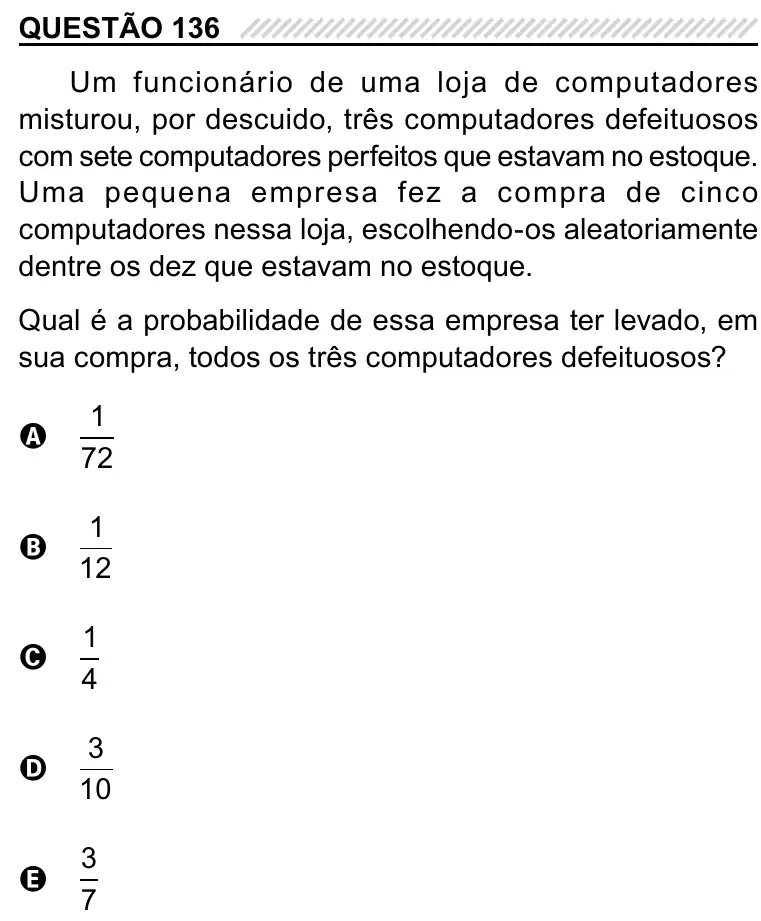 QUESTÃO 136
Um funcionário de uma loja de computadores
misturou, por descuido, três computadores defeituosos
com sete computadores perfeitos que estavam no estoque.
Uma pequena empresa fez a compra de cinco
computadores nessa loja, escolhendo-os aleatoriamente
dentre os dez que estavam no estoque.
Qual é a probabilidade de essa empresa ter levado, em
sua compra, todos os três computadores defeituosos?
A 1/72
B 1/12
C 1/4
D 3/10
E 3/7